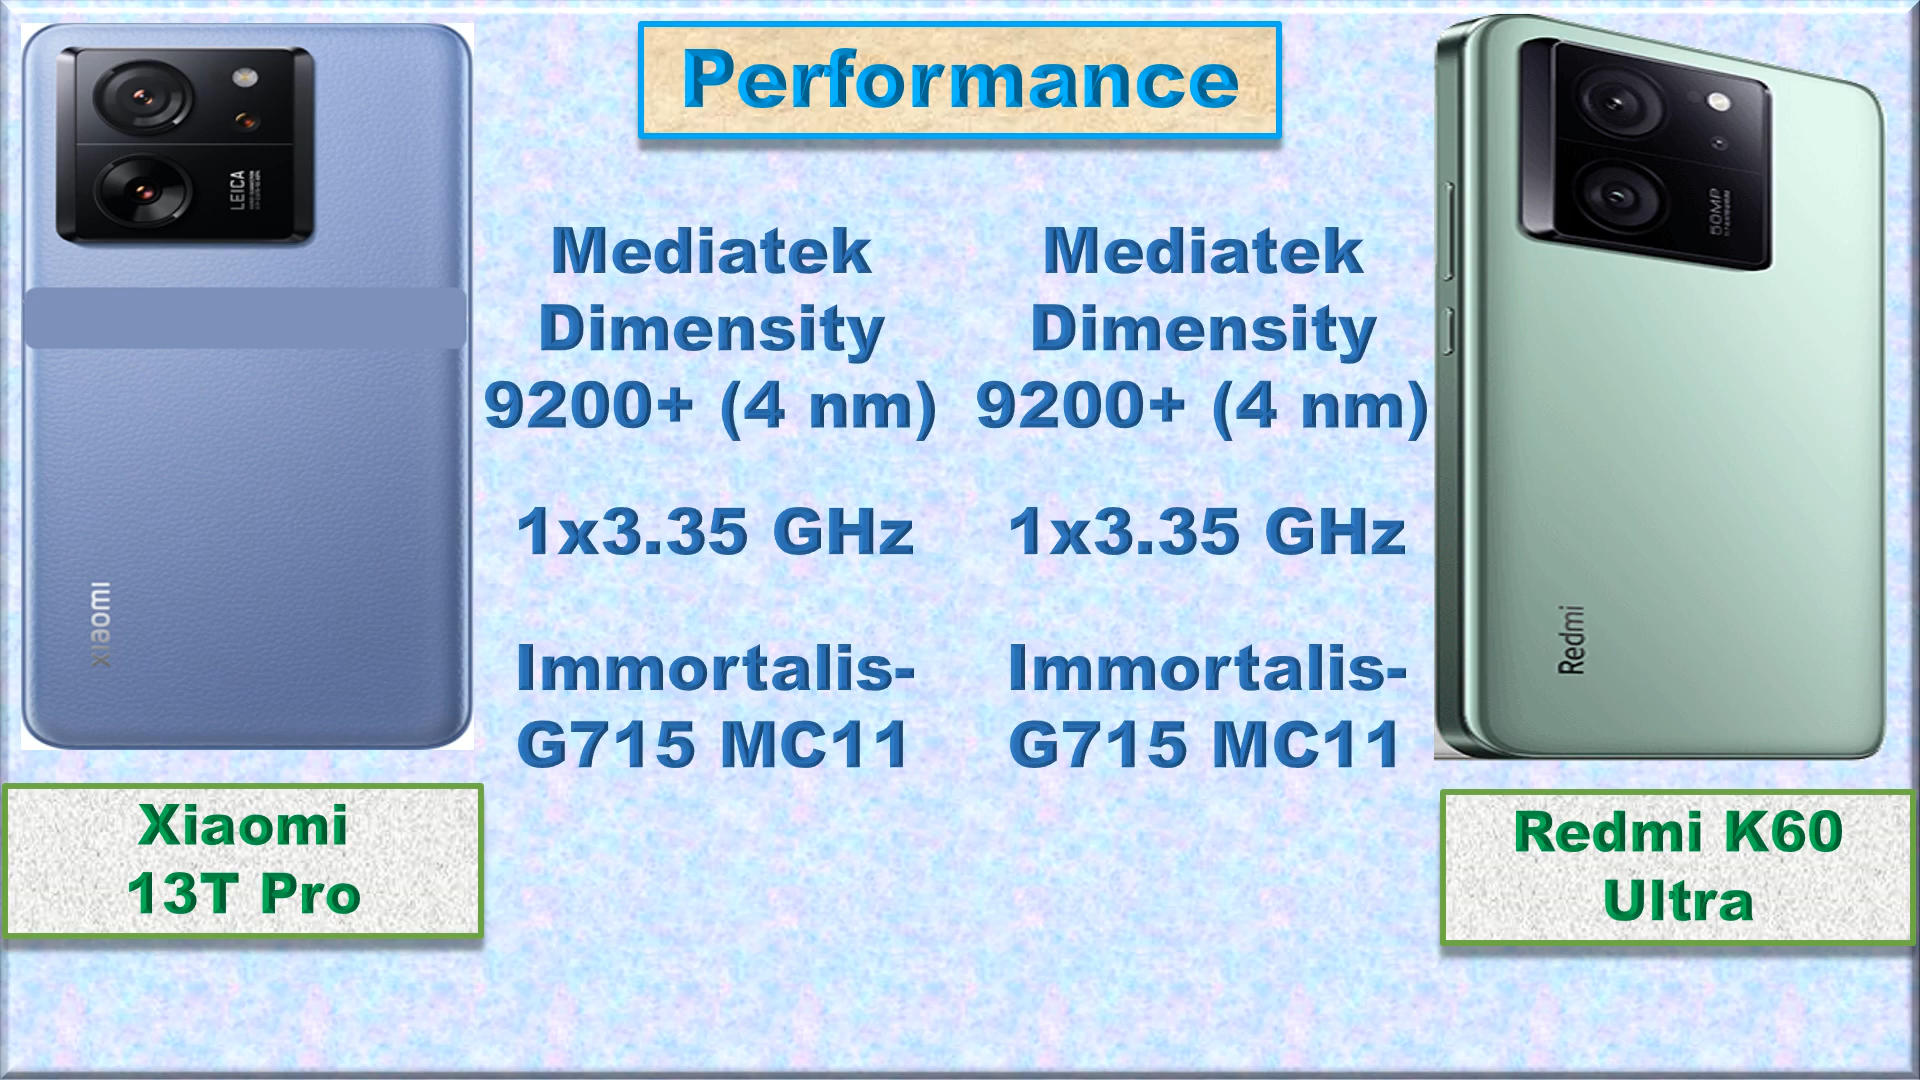 Performance
LEICA
50MP
Mediatek
Dimensity
9200+ (4 nm)
1x3.35 GHz
Immortalis-
G715 MC11
Mediatek
Dimensity
9200+ (4 nm)
1x3.35 GHz
Immortalis-
G715 MC11
xiaomi
Redmi
Xiaomi
13T Pro
Redmi K60
Ultra